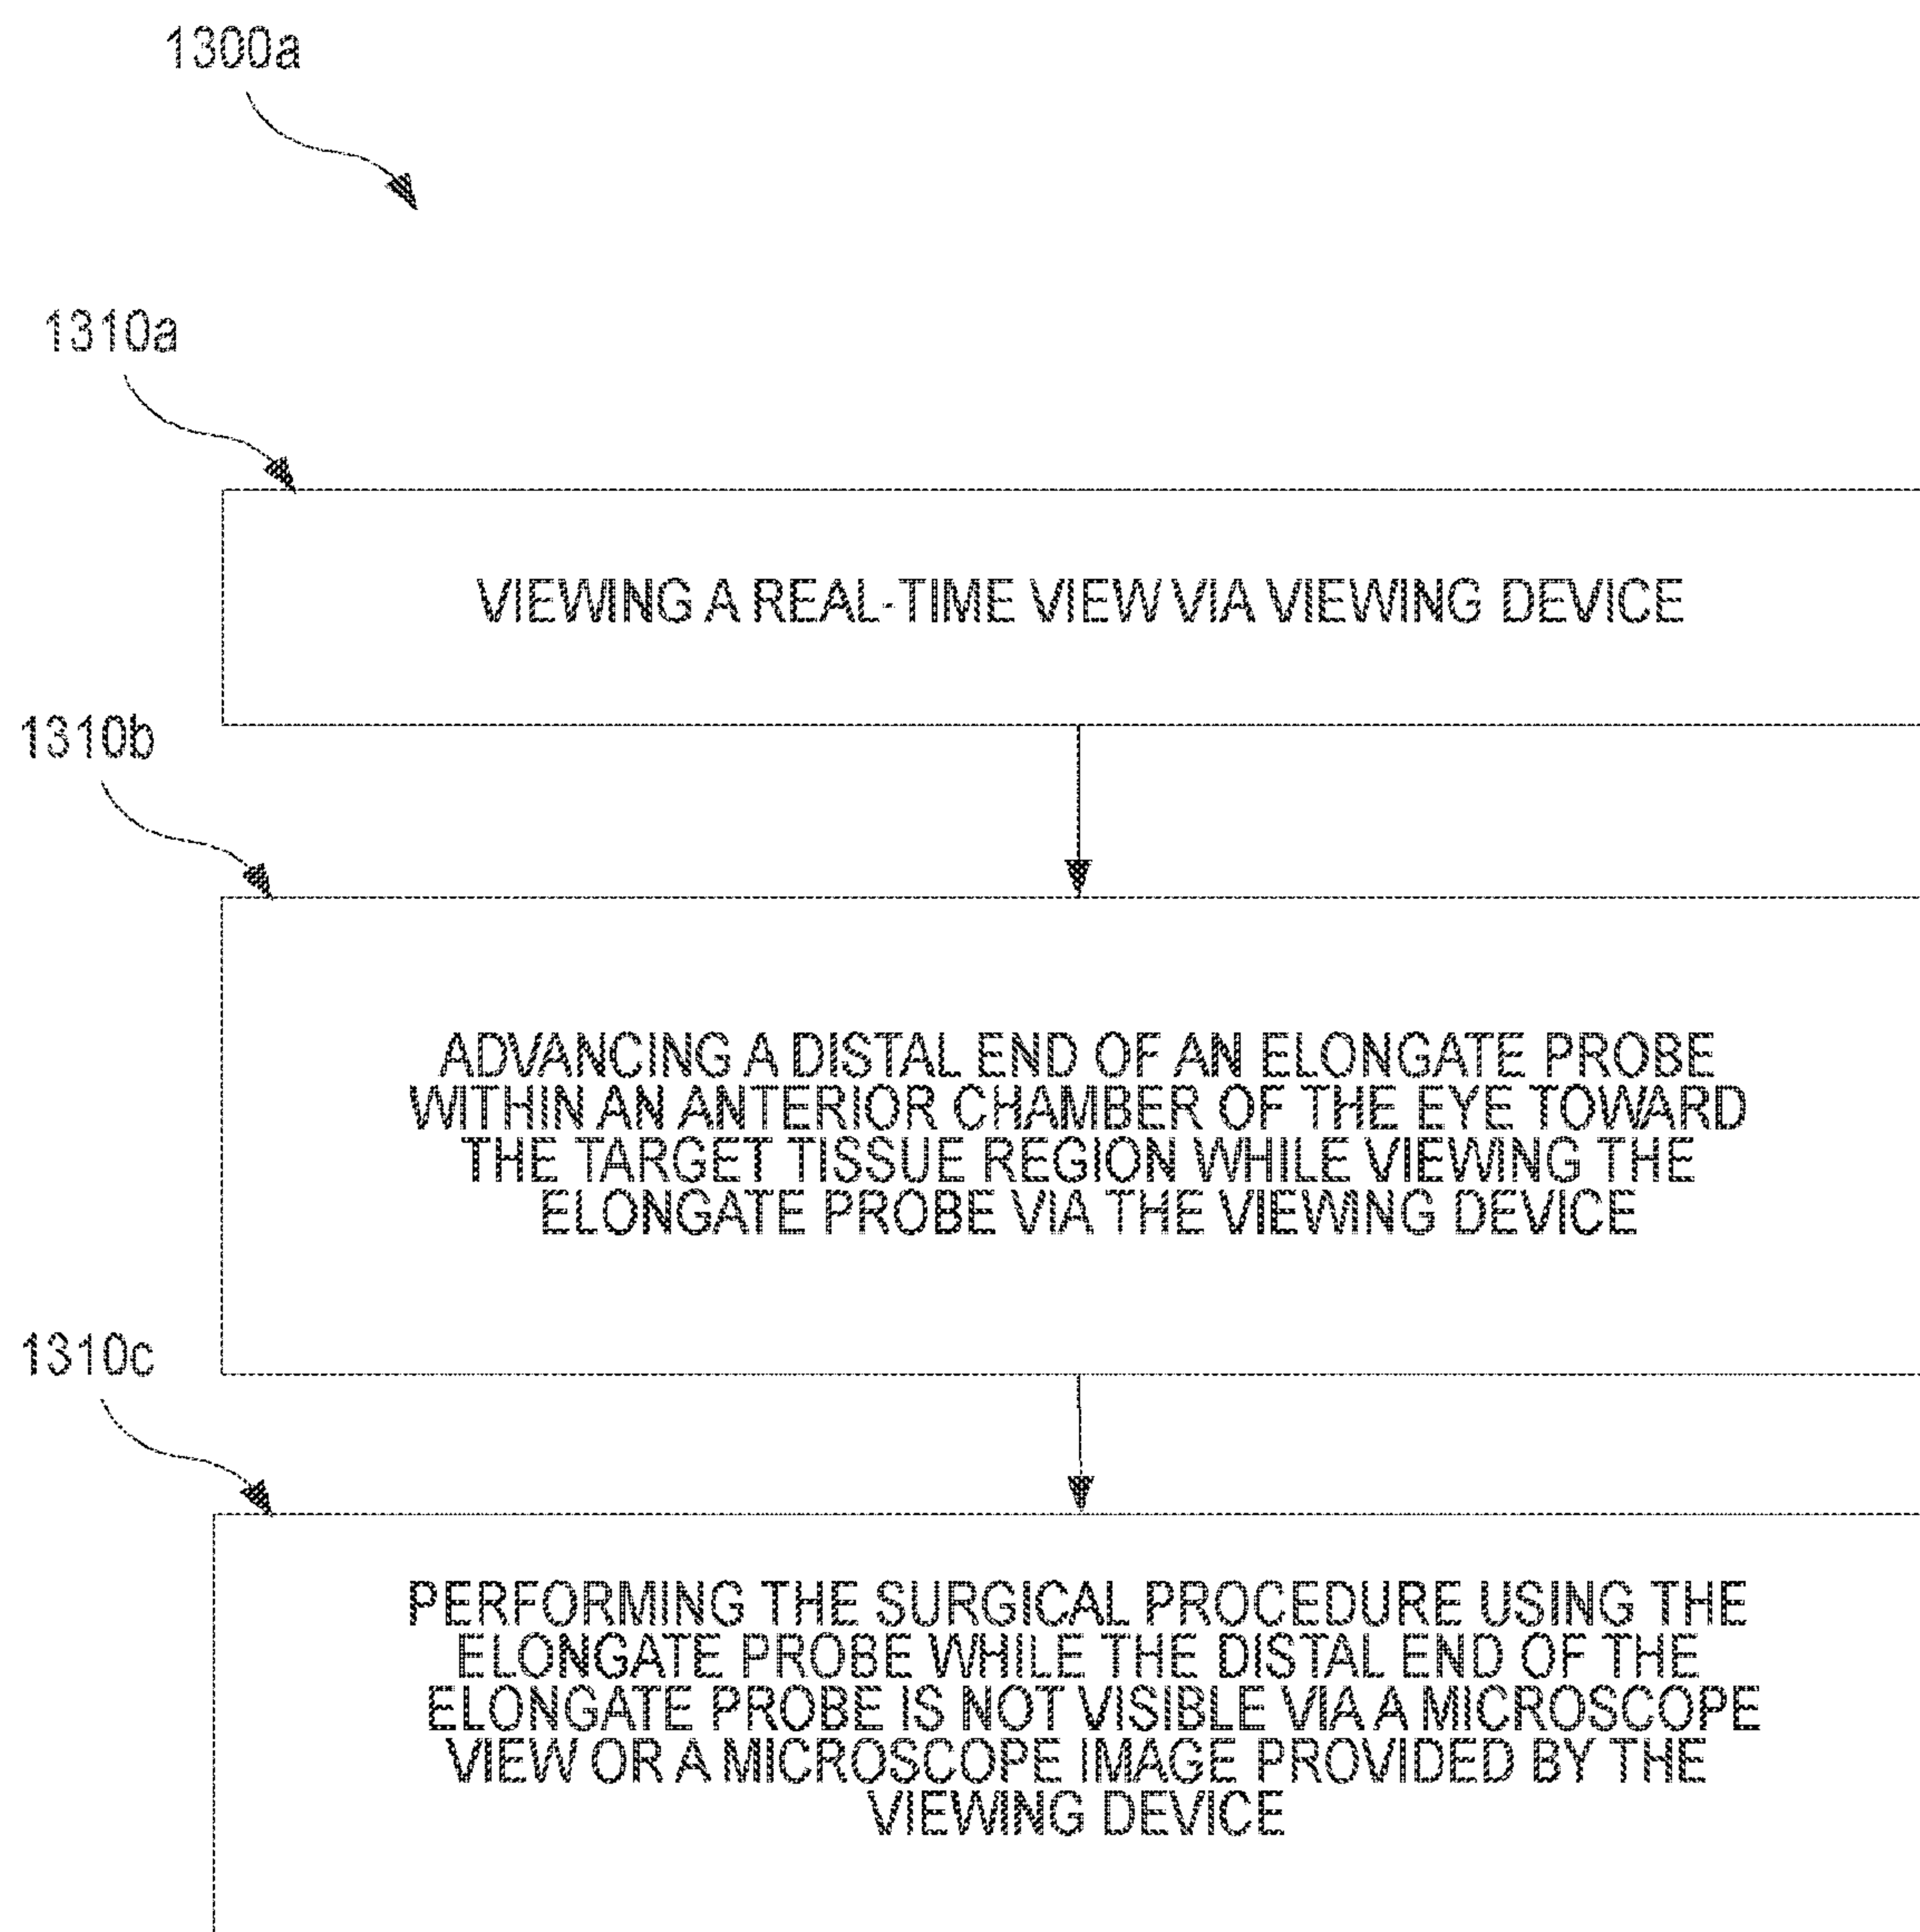 1300a
1310a
VIEWING A REAL-TIME VIEW VIA VIEWING DEVICE
1310b
ADVANCING A DISTAL END OF AN ELONGATE PROBE
WITHIN AN ANTERIOR CHAMBER OF THE EYE TOWARD
THE TARGET TISSUE REGION WHILE VIEWING THE
ELONGATE PROBE VIA THE VIEWING DEVICE
1310c
PERFORMING THE SURGICAL PROCEDURE USING THE
ELONGATE PROBE WHILE THE DISTAL END OF THE
ELONGATE PROBE IS NOT VISIBLE VIA A MICROSCOPE
VIEW OR A MICROSCOPE IMAGE PROVIDED BY THE
VIEWING DEVICE